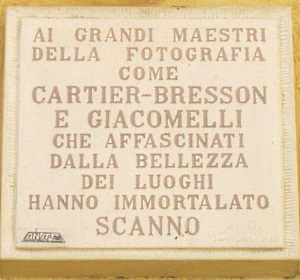 AI GRANDI MAESTRI
DELLA FOTOGRAFIA
COME
CARTIER-BRESSON
E GIACOMELLI
CHE AFFASCINATI
DALLA BELLEZZA
DEI LUOGHI
HANNO IMMORTALATO
SCANNO